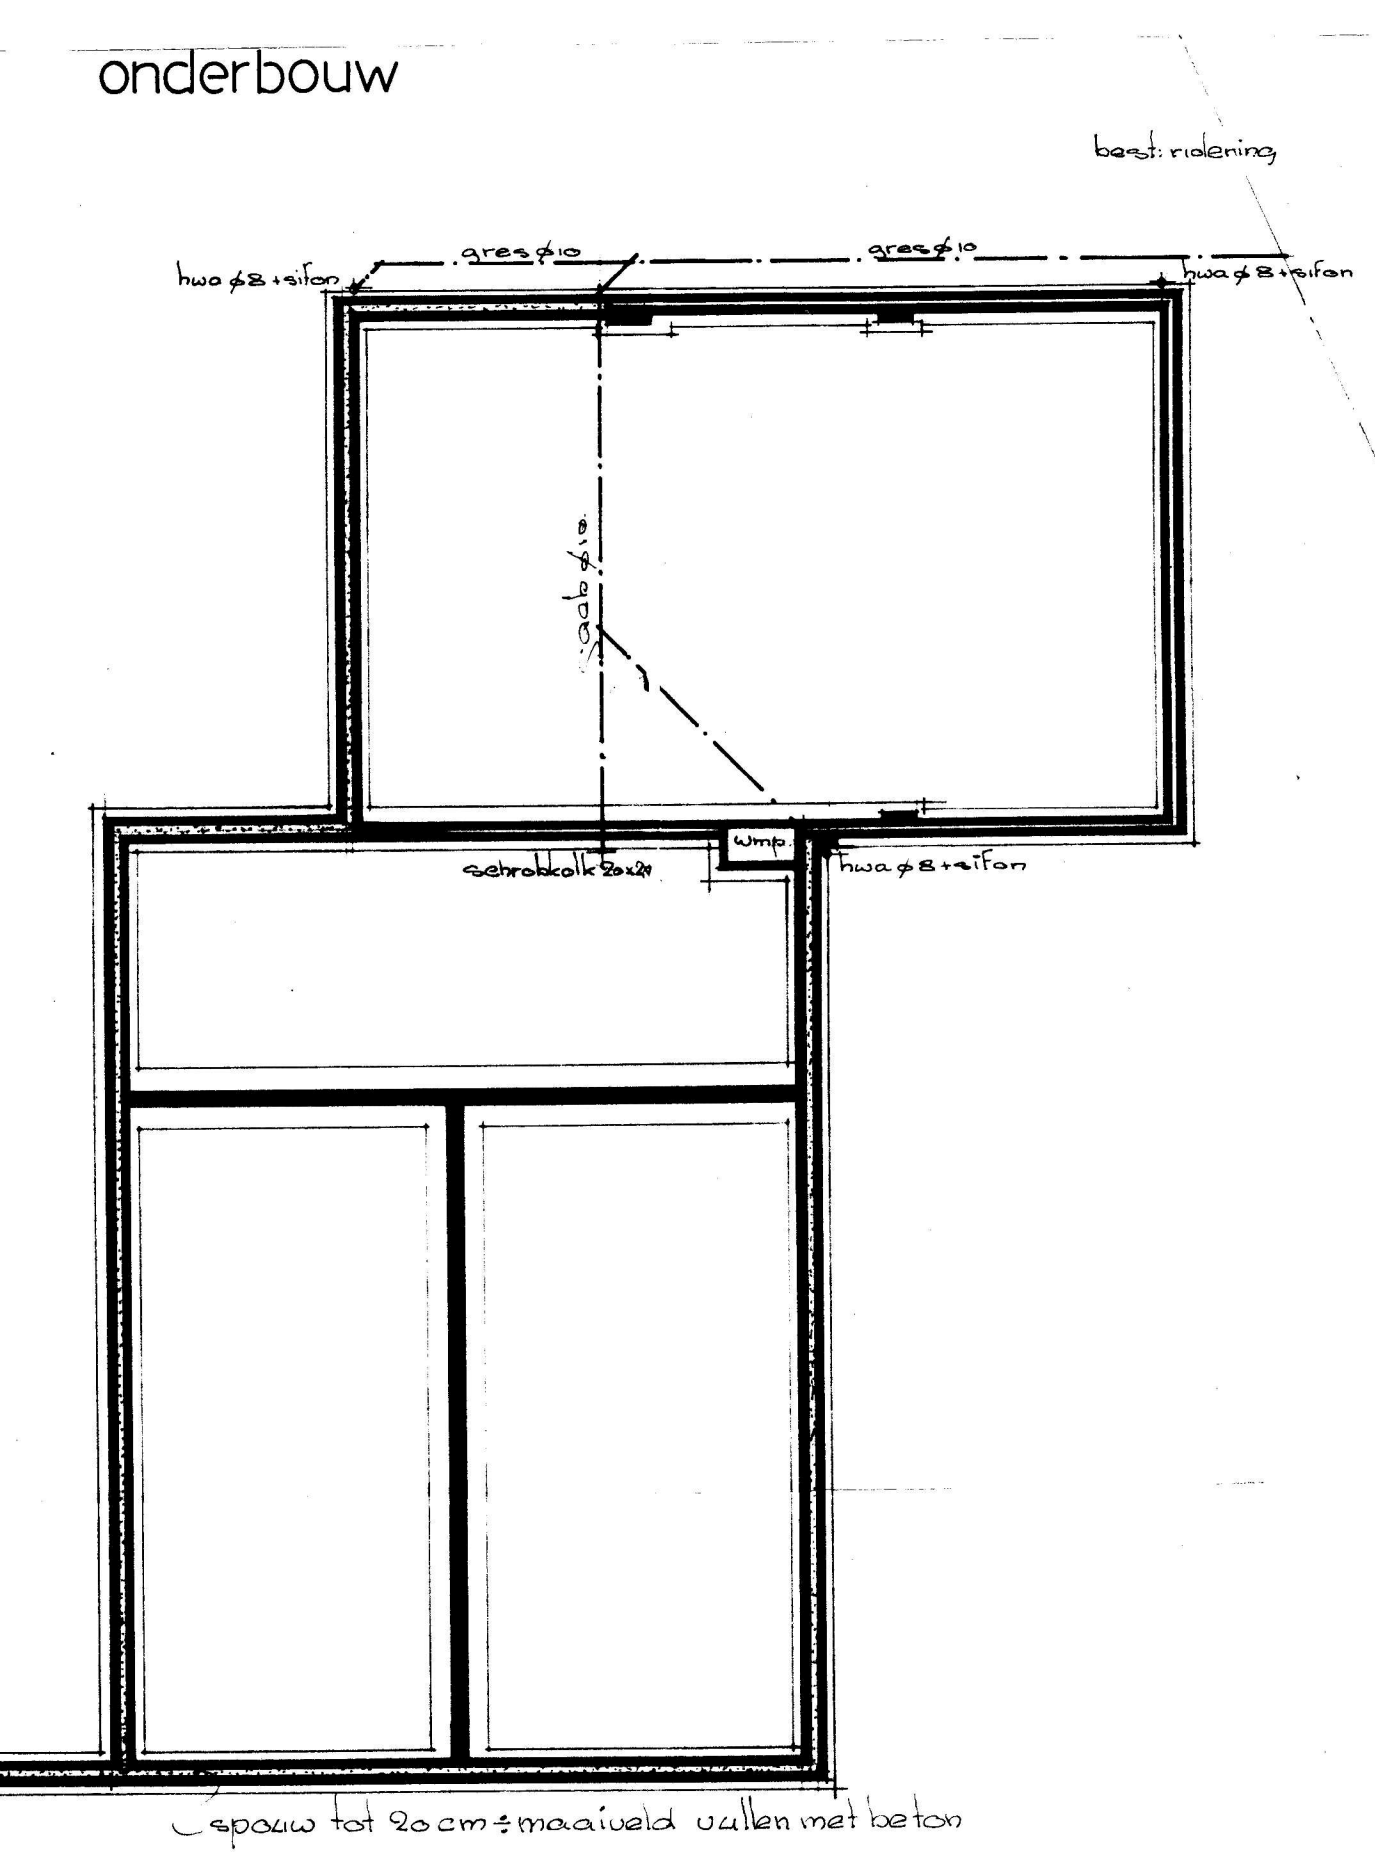 onderbouw
best: riolering
gres ø 10
gres ø 10
hwa ø 8 + sifon
hwa ø 8 + sifon
ø 10
wmp.
schrobkolk 20x20
hwa ø 8 + sifon
spouw tot 20 cm ÷ maaiveld vullen met beton